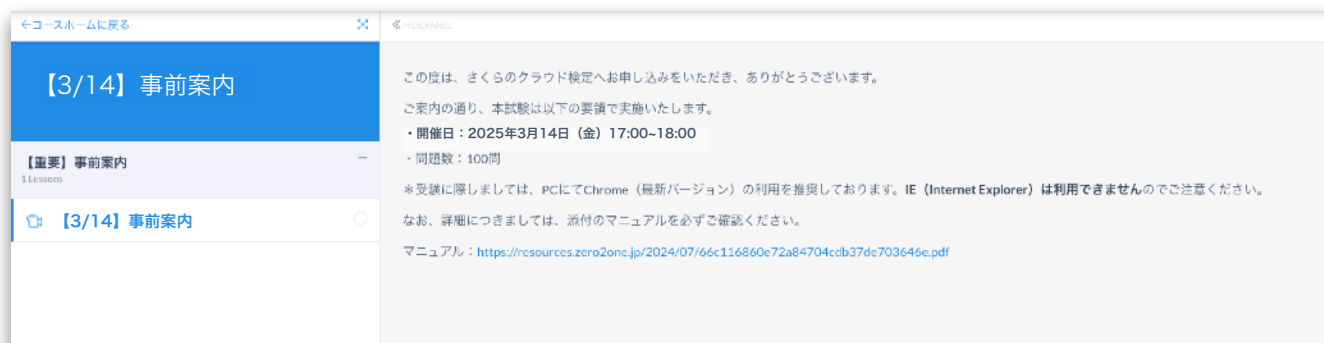 ←コースホームに戻る
≪HIDE PANEL
【3/14】事前案内
【重要】事前案内
1 Lessons
【3/14】事前案内
この度は、さくらのクラウド検定へお申し込みをいただき、ありがとうございます。
ご案内の通り、本試験は以下の要領で実施いたします。
・開催日：2025年3月14日（金）17:00~18:00
・問題数：100問
＊受験に際しましては、PCにてChrome（最新バージョン）の利用を推奨しております。IE（Internet Explorer）は利用できませんのでご注意ください。
なお、詳細につきましては、添付のマニュアルを必ずご確認ください。
マニュアル：https://resources.zero2one.jp/2024/07/66c116860e72a84704cdb37de703646e.pdf